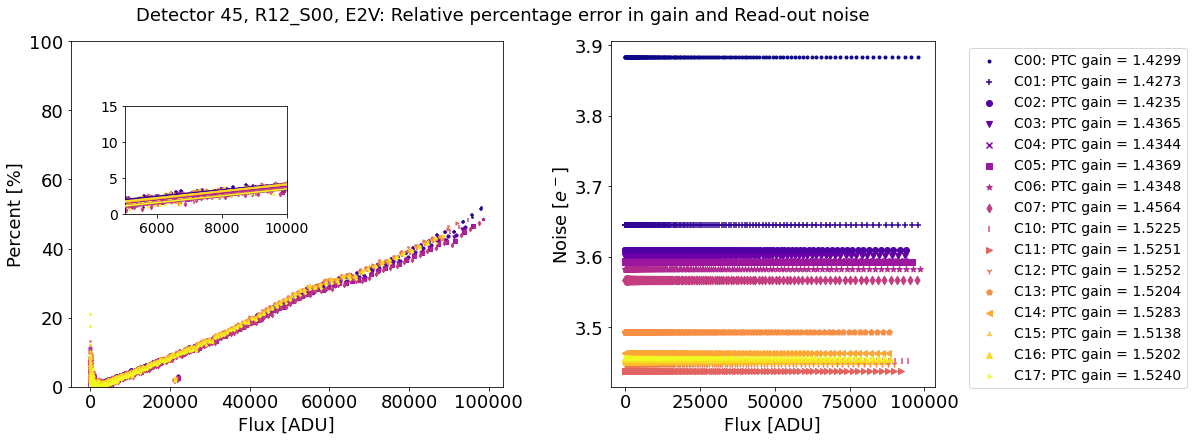 Detector 45, R12_S00, E2V: Relative percentage error in gain and Read-out noise
100
80
60
40
20
0
Percent [%]
15
10
5
0
6000 8000 10000
0 20000 40000 60000 80000 100000
Flux [ADU]
3.9
3.8
3.7
3.6
3.5
Noise [e⁻]
0 25000 50000 75000 100000
Flux [ADU]
C00: PTC gain = 1.4299
C01: PTC gain = 1.4273
C02: PTC gain = 1.4235
C03: PTC gain = 1.4365
C04: PTC gain = 1.4344
C05: PTC gain = 1.4369
C06: PTC gain = 1.4348
C07: PTC gain = 1.4564
C10: PTC gain = 1.5225
C11: PTC gain = 1.5251
C12: PTC gain = 1.5252
C13: PTC gain = 1.5204
C14: PTC gain = 1.5283
C15: PTC gain = 1.5138
C16: PTC gain = 1.5202
C17: PTC gain = 1.5240